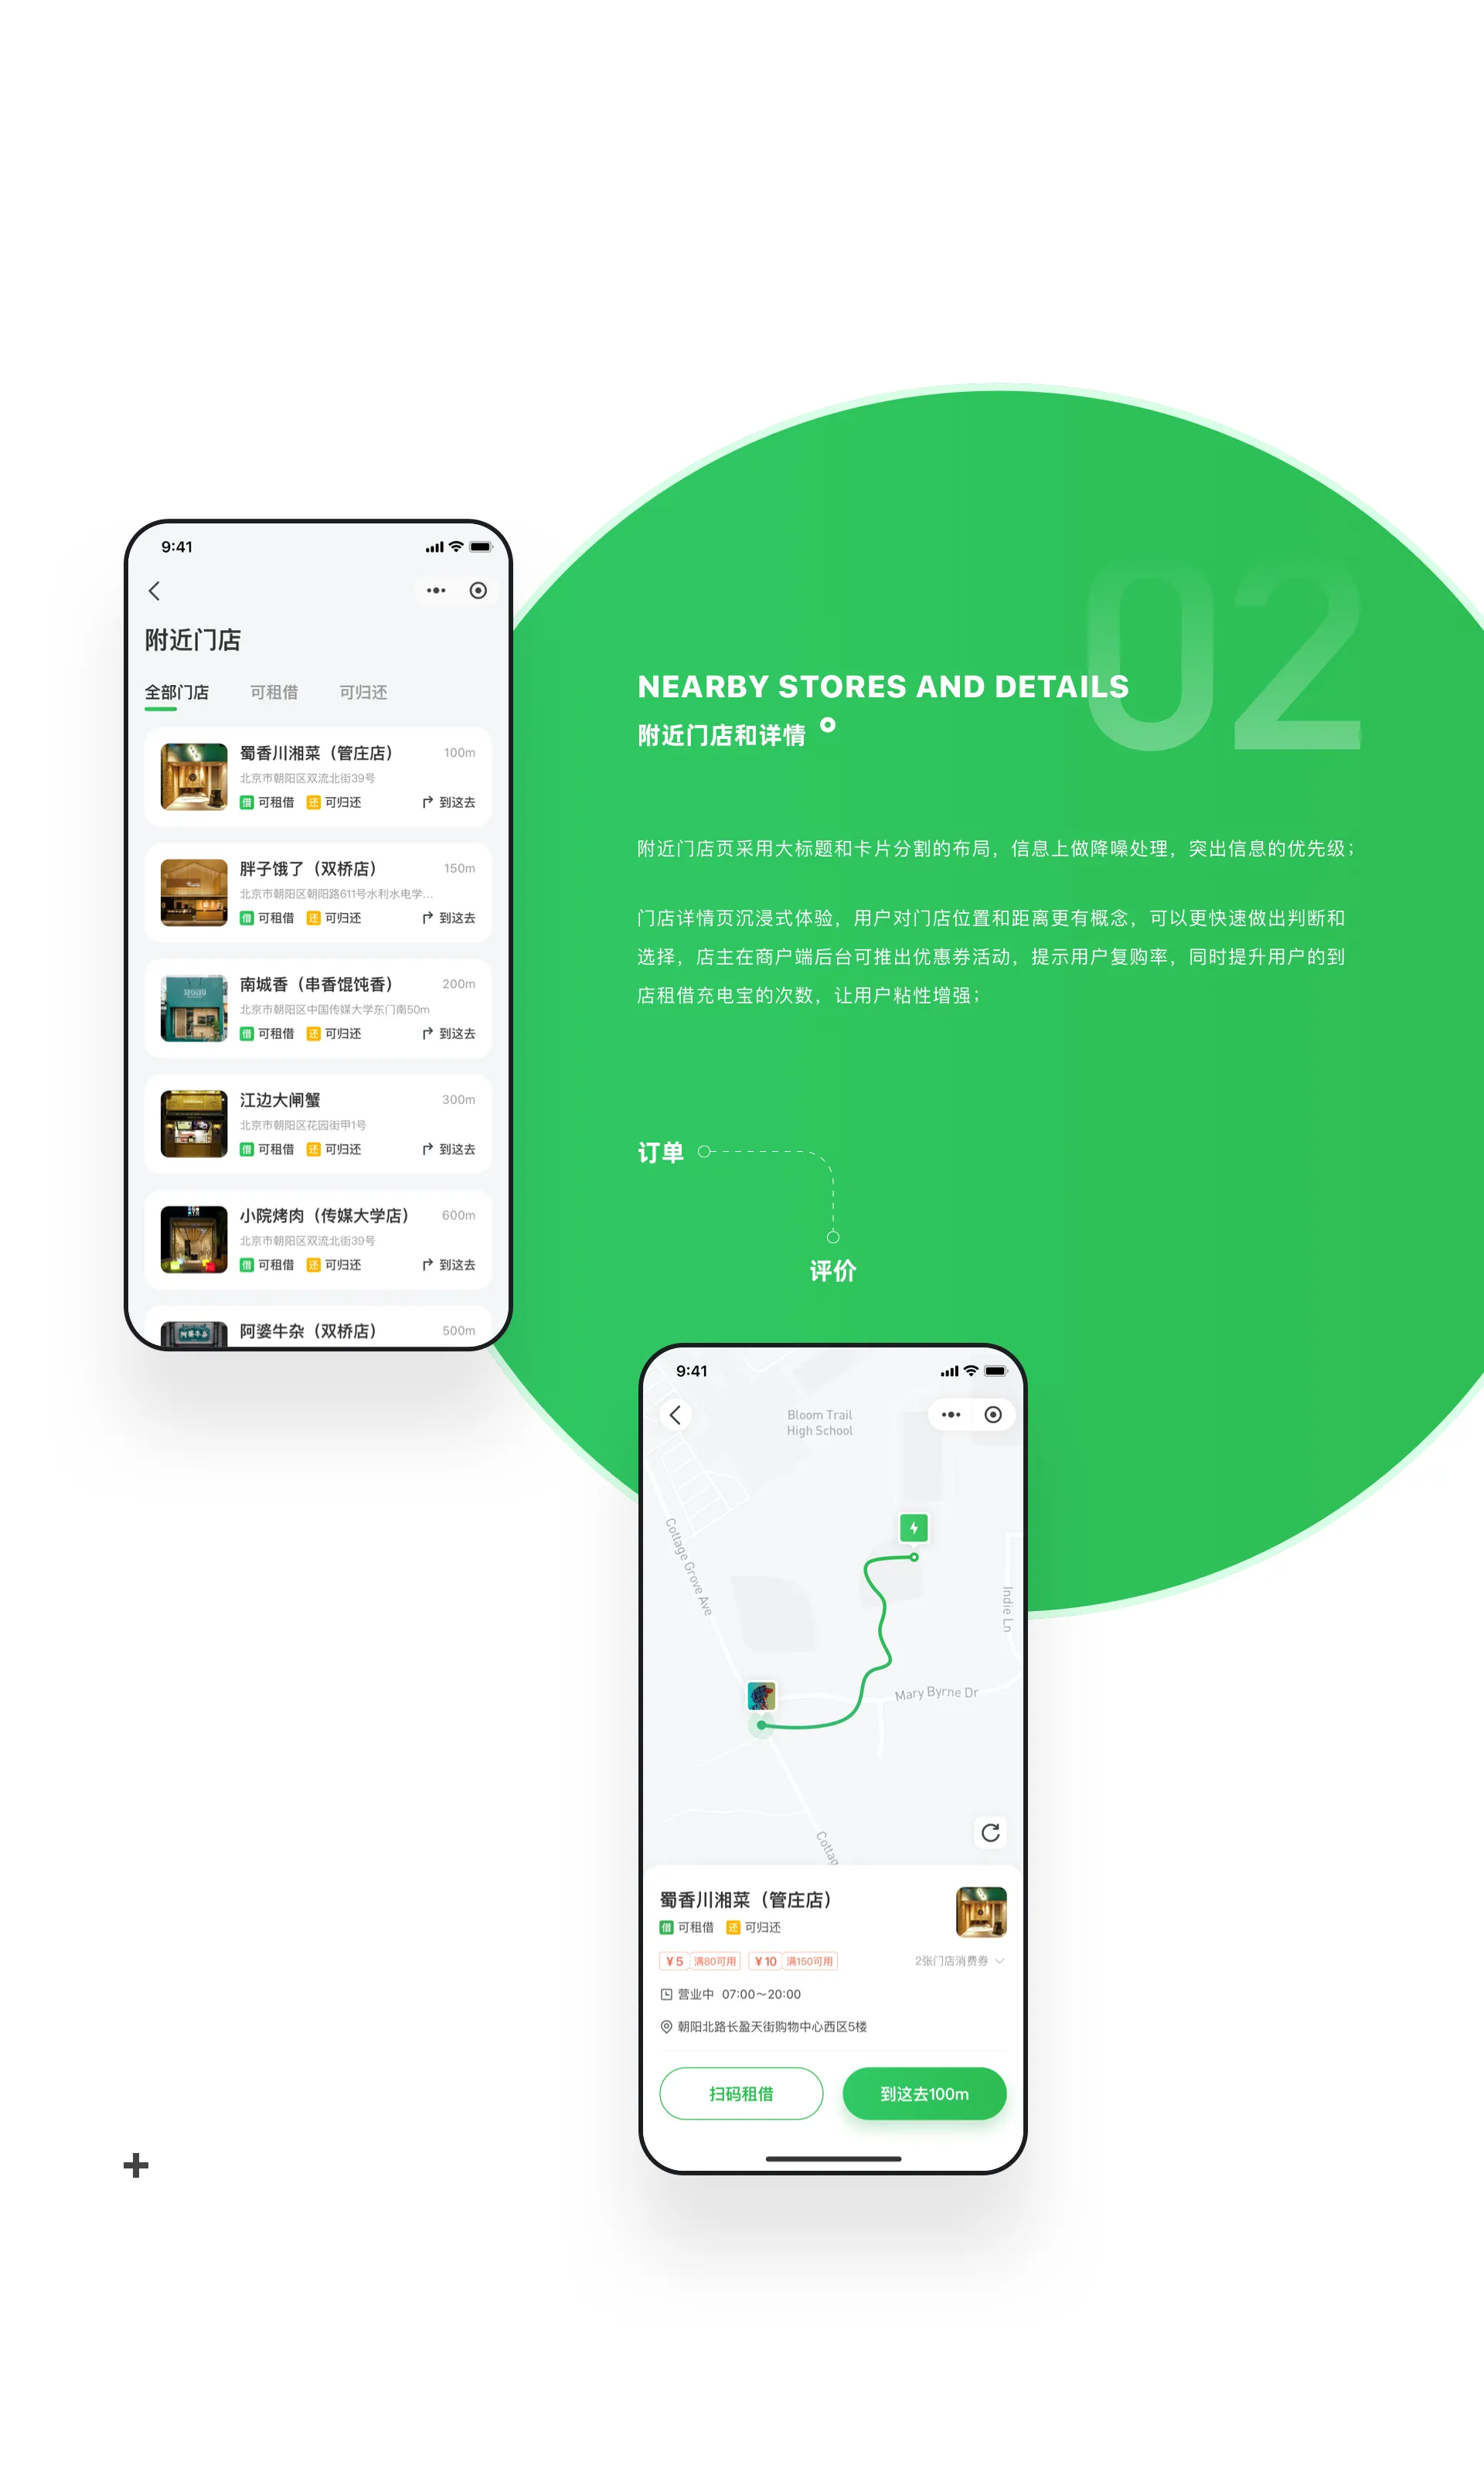 9:41
附近门店
全部门店 可租借 可归还
蜀香川湘菜（管庄店） 100m
北京市朝阳区双流北街39号
借 可租借 还 可归还 到这去
胖子饿了（双桥店） 150m
北京市朝阳区朝阳路611号水利水电学...
借 可租借 还 可归还 到这去
南城香（串香馄饨香） 200m
北京市朝阳区中国传媒大学东门南50m
借 可租借 还 可归还 到这去
江边大闸蟹 300m
北京市朝阳区花园街甲1号
借 可租借 还 可归还 到这去
小院烤肉（传媒大学店） 600m
北京市朝阳区双流北街39号
借 可租借 还 可归还 到这去
阿婆牛杂（双桥店） 500m
阿婆牛杂
02
NEARBY STORES AND DETAILS
附近门店和详情
附近门店页采用大标题和卡片分割的布局，信息上做降噪处理，突出信息的优先级；
门店详情页沉浸式体验，用户对门店位置和距离更有概念，可以更快速做出判断和
选择，店主在商户端后台可推出优惠券活动，提示用户复购率，同时提升用户的到
店租借充电宝的次数，让用户粘性增强；
订单
评价
9:41
Bloom Trail
High School
Cottage Grove Ave
Indie Ln
Mary Byrne Dr
Cottag
蜀香川湘菜（管庄店）
借 可租借 还 可归还
¥5 满80可用 ¥10 满150可用 2张门店消费券
营业中 07:00～20:00
朝阳北路长盈天街购物中心西区5楼
扫码租借 到这去100m